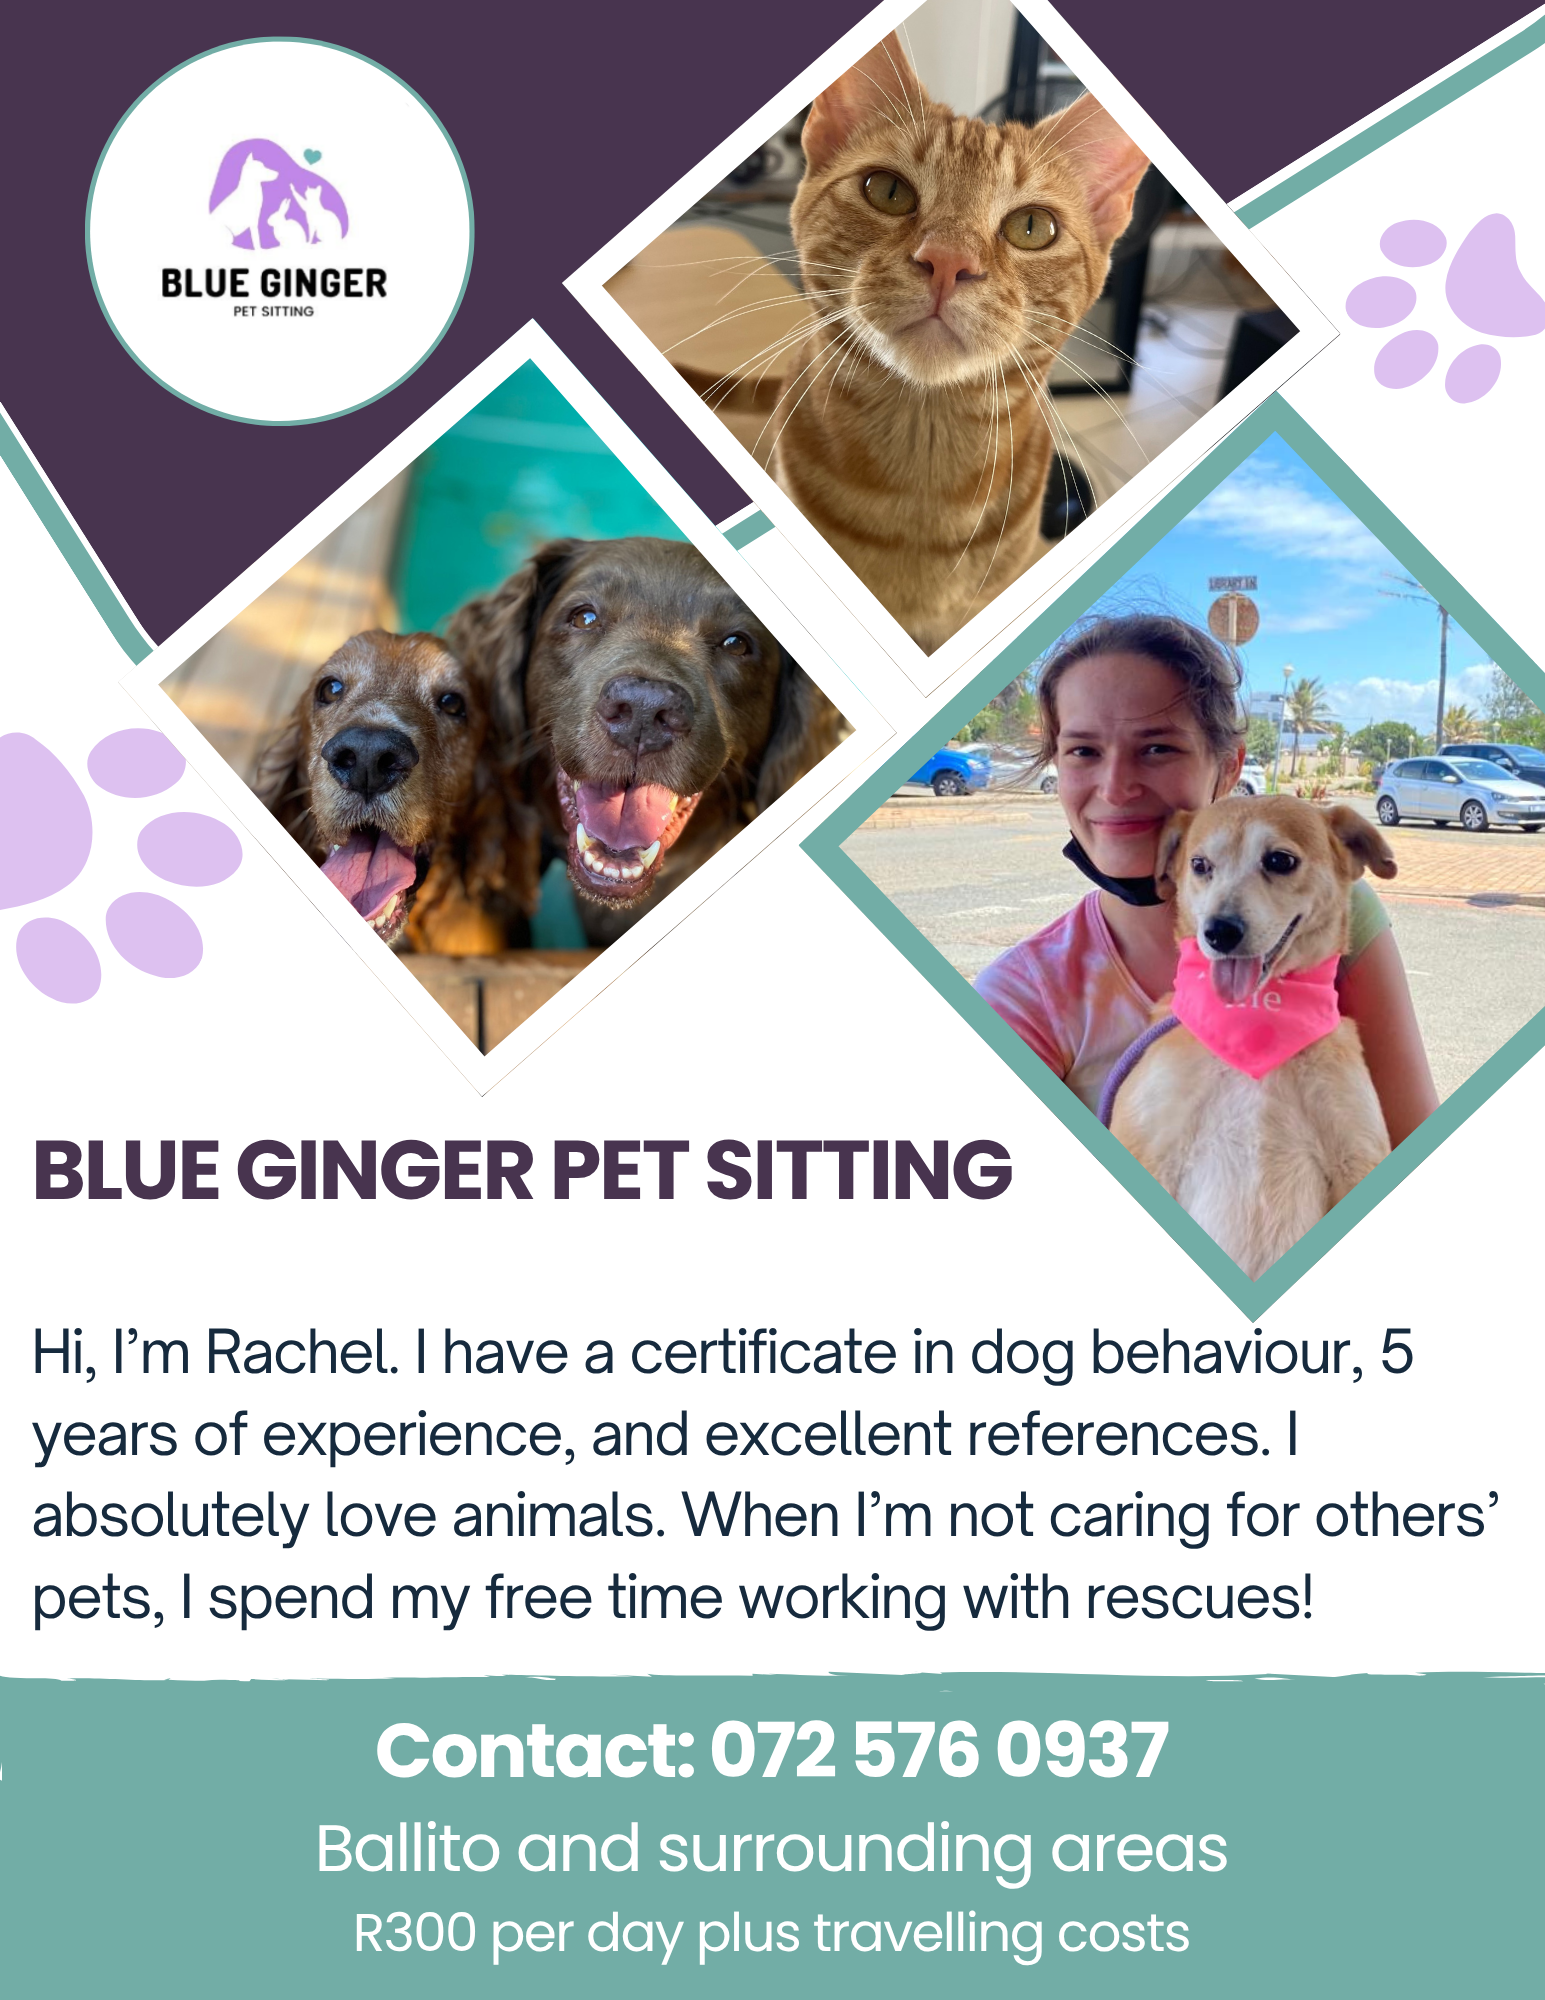 BLUE GINGER
PET SITTING
LIBRARY LN
BLUE GINGER PET SITTING
Hi, I’m Rachel. I have a certificate in dog behaviour, 5
years of experience, and excellent references. I
absolutely love animals. When I’m not caring for others’
pets, I spend my free time working with rescues!
Contact: 072 576 0937
Ballito and surrounding areas
R300 per day plus travelling costs